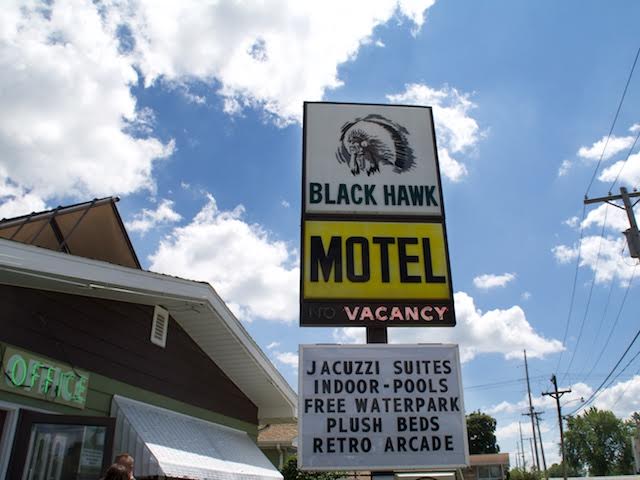 BLACK HAWK
MOTEL
NO VACANCY
JACUZZI SUITES
INDOOR-POOLS
FREE WATERPARK
PLUSH BEDS
RETRO ARCADE
OFFICE